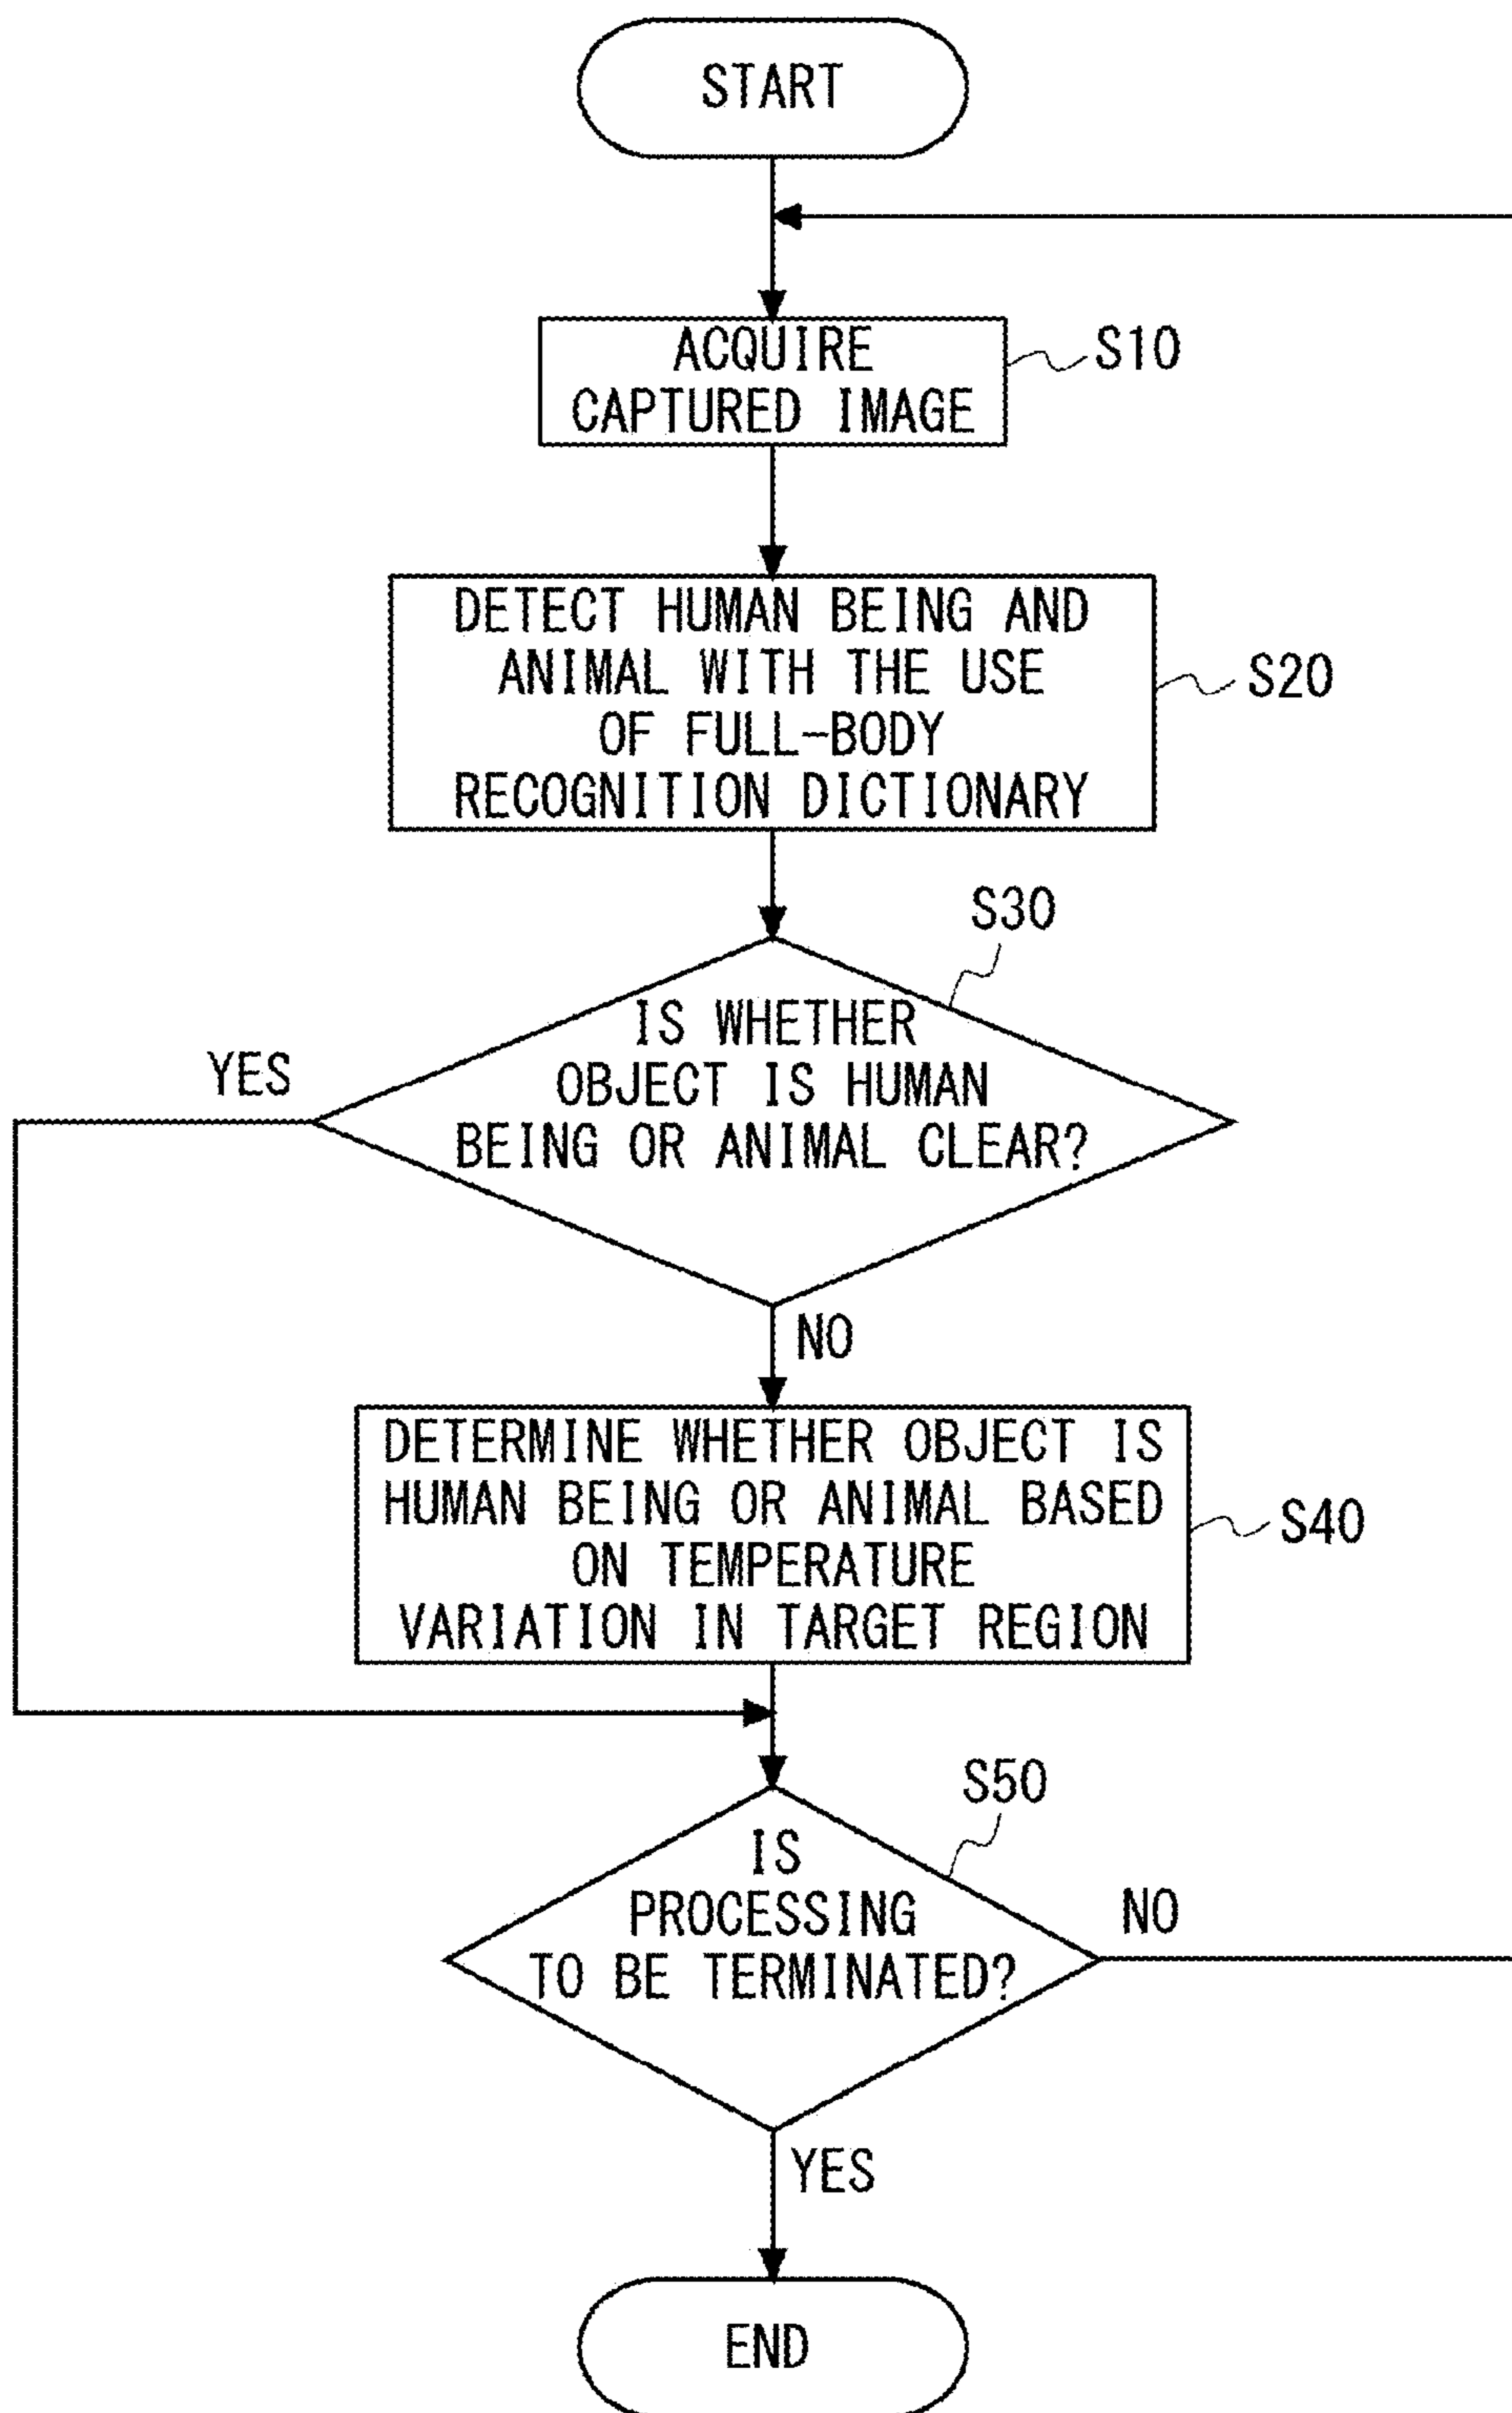 START
ACQUIRE
CAPTURED IMAGE
S10
DETECT HUMAN BEING AND
ANIMAL WITH THE USE
OF FULL-BODY
RECOGNITION DICTIONARY
S20
S30
IS WHETHER
OBJECT IS HUMAN
BEING OR ANIMAL CLEAR?
YES
NO
DETERMINE WHETHER OBJECT IS
HUMAN BEING OR ANIMAL BASED
ON TEMPERATURE
VARIATION IN TARGET REGION
S40
S50
IS
PROCESSING
TO BE TERMINATED?
NO
YES
END